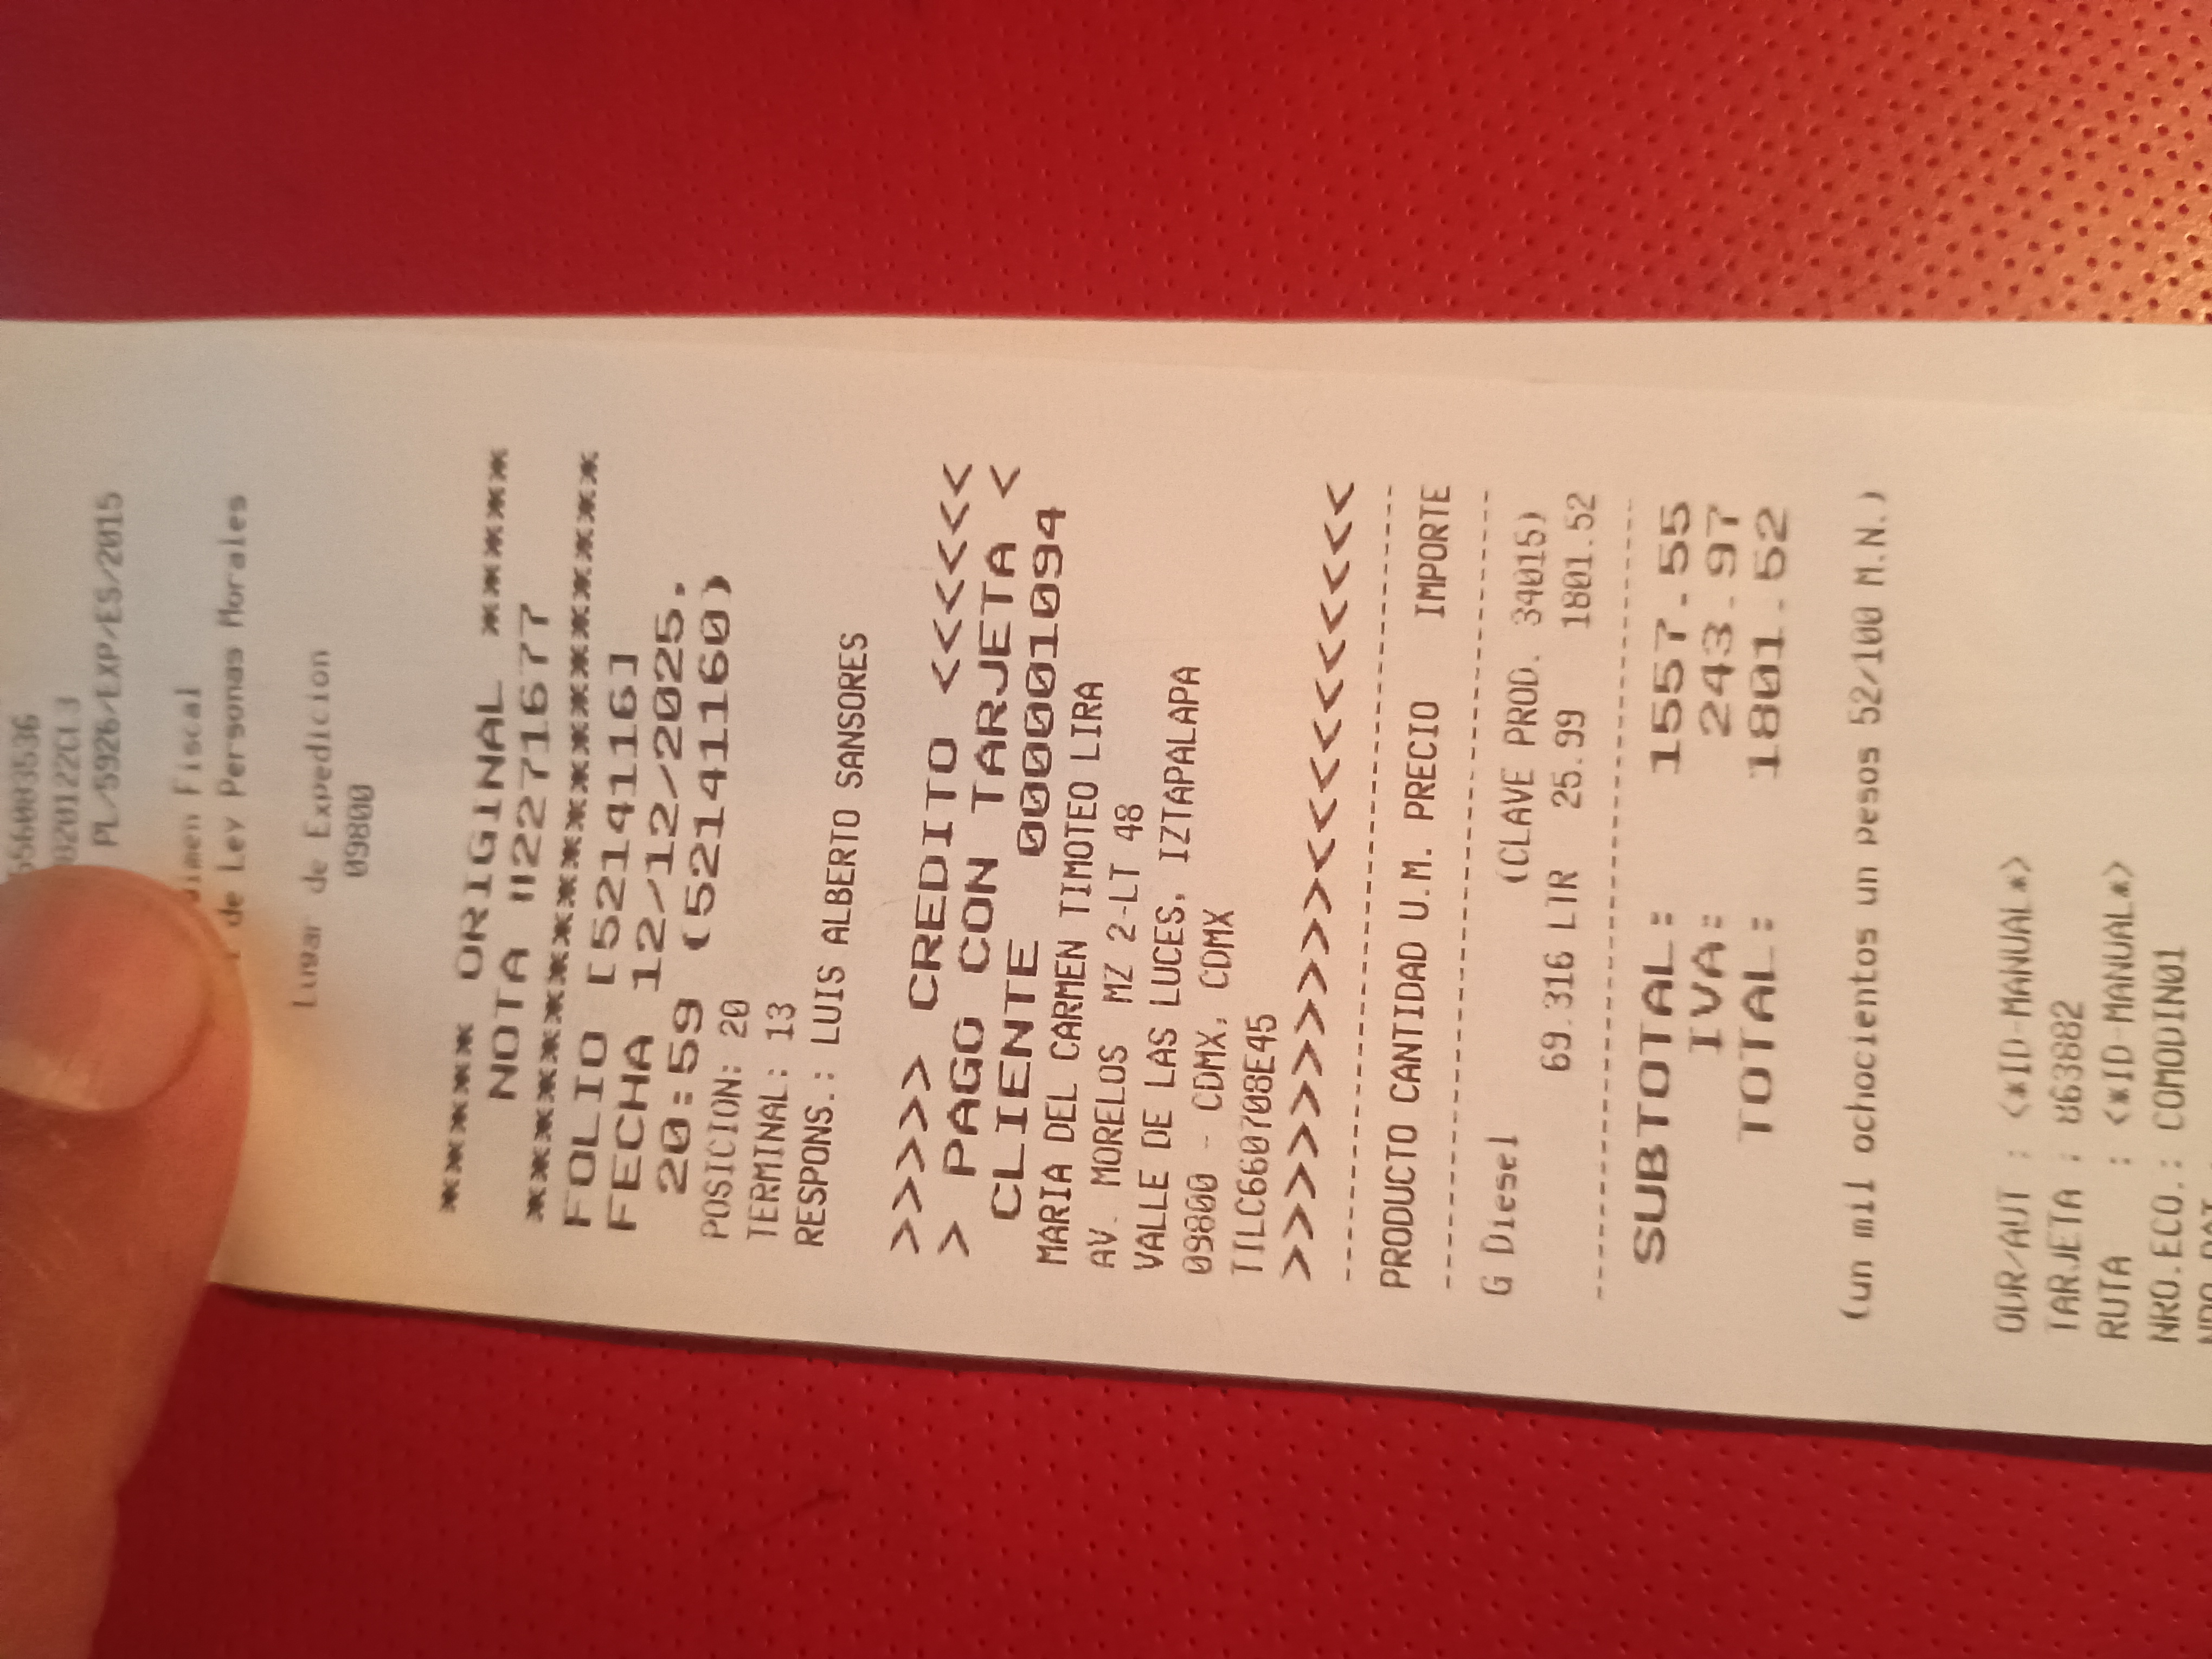 PL/5926/EXP/ES/2015
Fiscal
de Ley Personas Morales
Lugar de Expedicion
09800
***** ORIGINAL *****
NOTA #2271677
**************************
FOLIO [52141116]
FECHA 12/12/2025,
20:59 (521411160)
POSICION: 20
TERMINAL: 13
RESPONS.: LUIS ALBERTO SANSORES
>>>>> CREDITO <<<<<<
> PAGO CON TARJETA <
CLIENTE 0000001094
MARIA DEL CARMEN TIMOTEO LIRA
AV. MORELOS MZ 2-LT 48
VALLE DE LAS LUCES, IZTAPALAPA
09800 - CDMX, CDMX
TILC660708E45
>>>>>>>>>><<<<<<<<<<
PRODUCTO CANTIDAD U.M. PRECIO IMPORTE
G Diesel (CLAVE PROD. 34015)
69.316 LTR 25.99 1801.52
SUBTOTAL: 1557.55
IVA: 243.97
TOTAL: 1801.52
(un mil ochocientos un pesos 52/100 M.N.)
ODR/AUT : <*ID-MANUAL*>
TARJETA : 863882
RUTA : <*ID-MANUAL*>
NRO.ECO.: COMODIN01